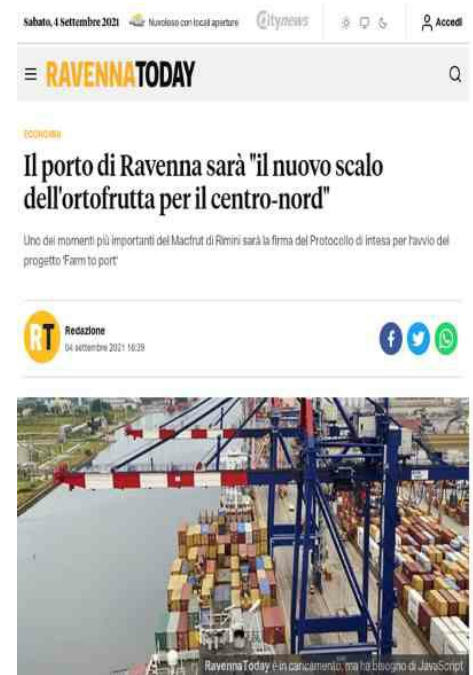 Sabato, 4 Settembre 2021 Nuvoloso con locali aperture Citynews Accedi
RAVENNATODAY
ECONOMIA
Il porto di Ravenna sarà "il nuovo scalo
dell'ortofrutta per il centro-nord"
Uno dei momenti più importanti del Macfrut di Rimini sarà la firma del Protocollo di intesa per l'avvio del
progetto 'Farm to port'
RT
Redazione
04 settembre 2021 16:39
RavennaToday è in caricamento, ma ha bisogno di JavaScript